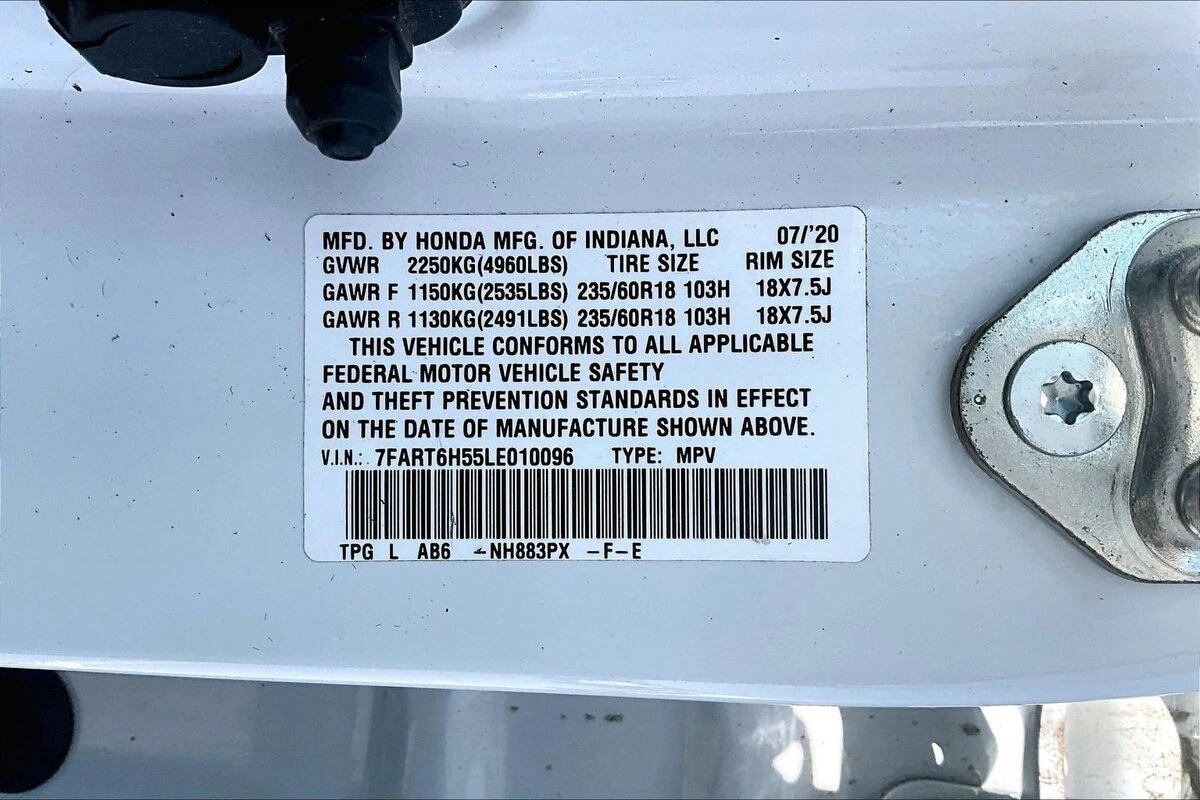 MFD. BY HONDA MFG. OF INDIANA, LLC 07/'20
GVWR 2250KG(4960LBS) TIRE SIZE RIM SIZE
GAWR F 1150KG(2535LBS) 235/60R18 103H 18X7.5J
GAWR R 1130KG(2491LBS) 235/60R18 103H 18X7.5J
THIS VEHICLE CONFORMS TO ALL APPLICABLE
FEDERAL MOTOR VEHICLE SAFETY
AND THEFT PREVENTION STANDARDS IN EFFECT
ON THE DATE OF MANUFACTURE SHOWN ABOVE.
V.I.N.: 7FART6H55LE010096 TYPE: MPV
TPG L AB6 -NH883PX -F-E